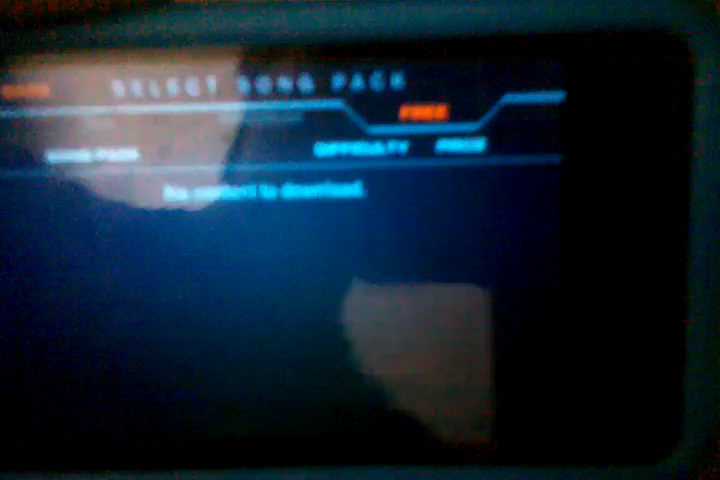 SELECT SONG PACK
FREE
SONG PACK DIFFICULTY PRICE
No content to download.